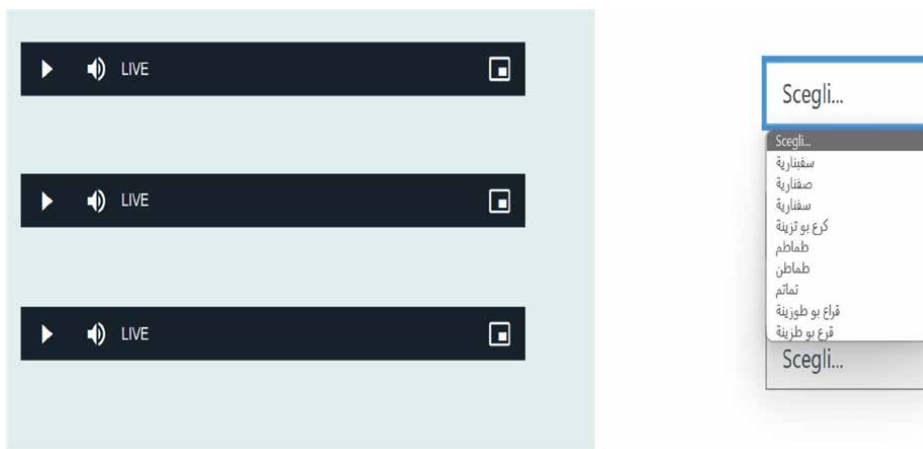 LIVE
LIVE
LIVE
Scegli...
Scegli...
سفبنارية
صفنارية
سفنارية
كرع بو تزينة
طماطم
طماطن
تماتم
قراع بو طوزينة
قرع بو طزينة
Scegli...